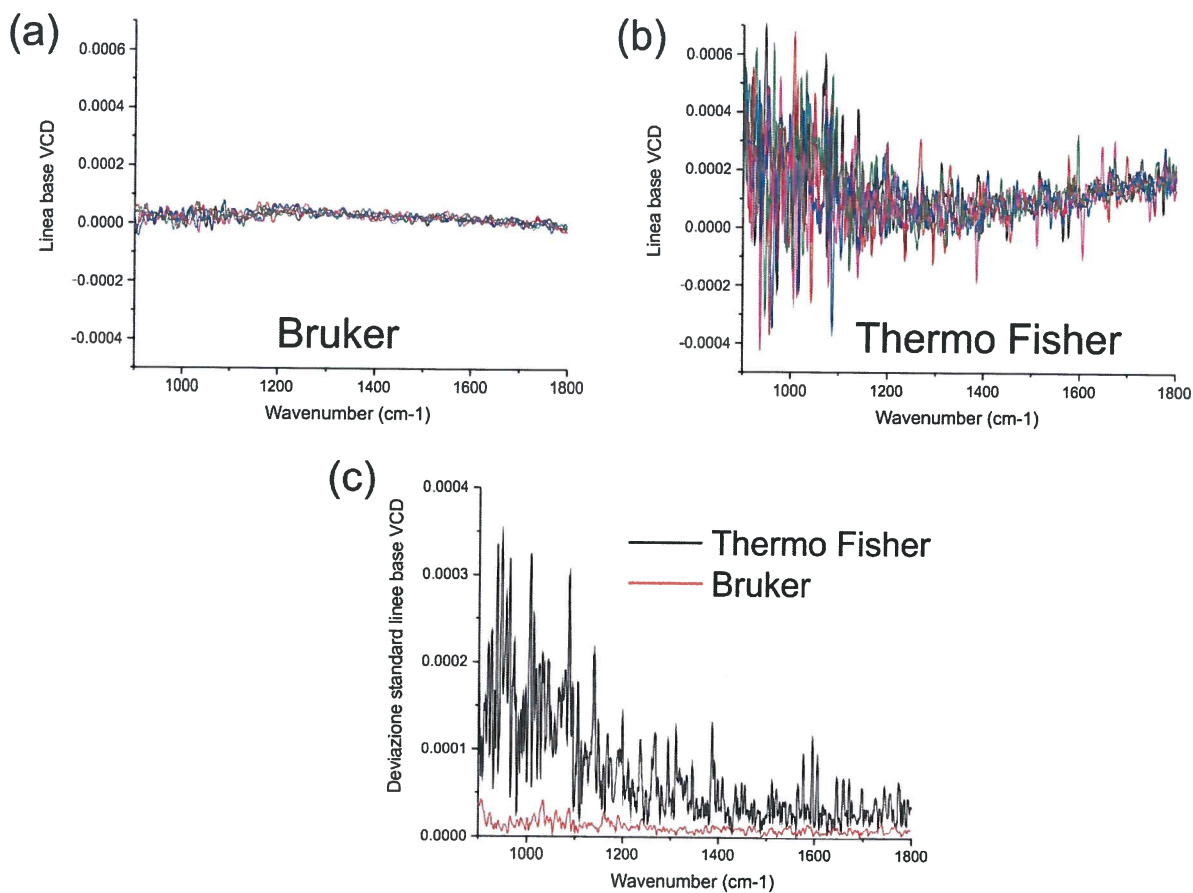 (a)
0.0006
0.0004
0.0002
0.0000
-0.0002
-0.0004
Linea base VCD
Bruker
1000 1200 1400 1600 1800
Wavenumber (cm-1)
(b)
0.0006
0.0004
0.0002
0.0000
-0.0002
-0.0004
Linea base VCD
Thermo Fisher
1000 1200 1400 1600 1800
Wavenumber (cm-1)
(c)
0.0004
0.0003
0.0002
0.0001
0.0000
Deviazione standard linee base VCD
Thermo Fisher
Bruker
1000 1200 1400 1600 1800
Wavenumber (cm-1)